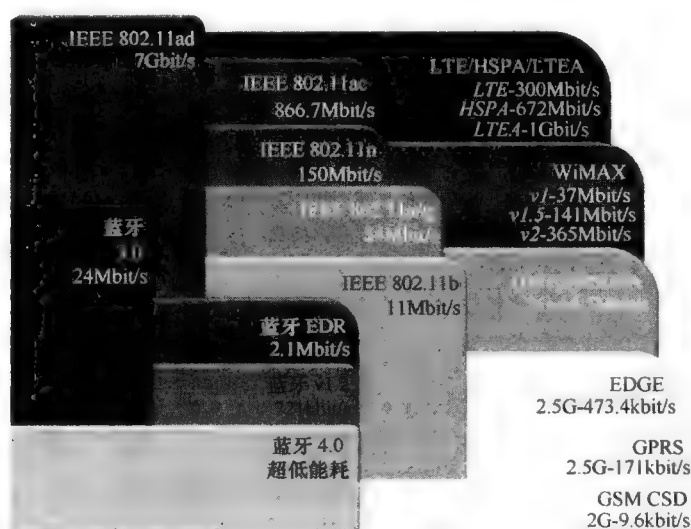 IEEE 802.11ad
7Gbit/s
IEEE 802.11ac
866.7Mbit/s
LTE/HSPA/LTEA
LTE-300Mbit/s
HSPA-672Mbit/s
LTEA-1Gbit/s
IEEE 802.11n
150Mbit/s
WiMAX
v1-37Mbit/s
v1.5-141Mbit/s
v2-365Mbit/s
蓝牙
3.0
24Mbit/s
IEEE 802.11b
11Mbit/s
蓝牙 EDR
2.1Mbit/s
EDGE
2.5G-473.4kbit/s
蓝牙 4.0
超低能耗
GPRS
2.5G-171kbit/s
GSM CSD
2G-9.6kbit/s